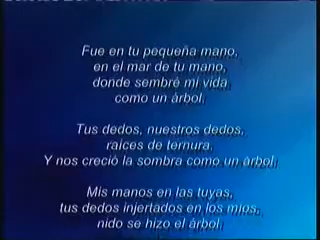 Fue en tu pequeña mano,
en el mar de tu mano,
donde sembré mi vida
como un árbol.
Tus dedos, nuestros dedos,
raíces de ternura.
Y nos creció la sombra como un árbol.
Mis manos en las tuyas,
tus dedos injertados en los míos,
nido se hizo el árbol.